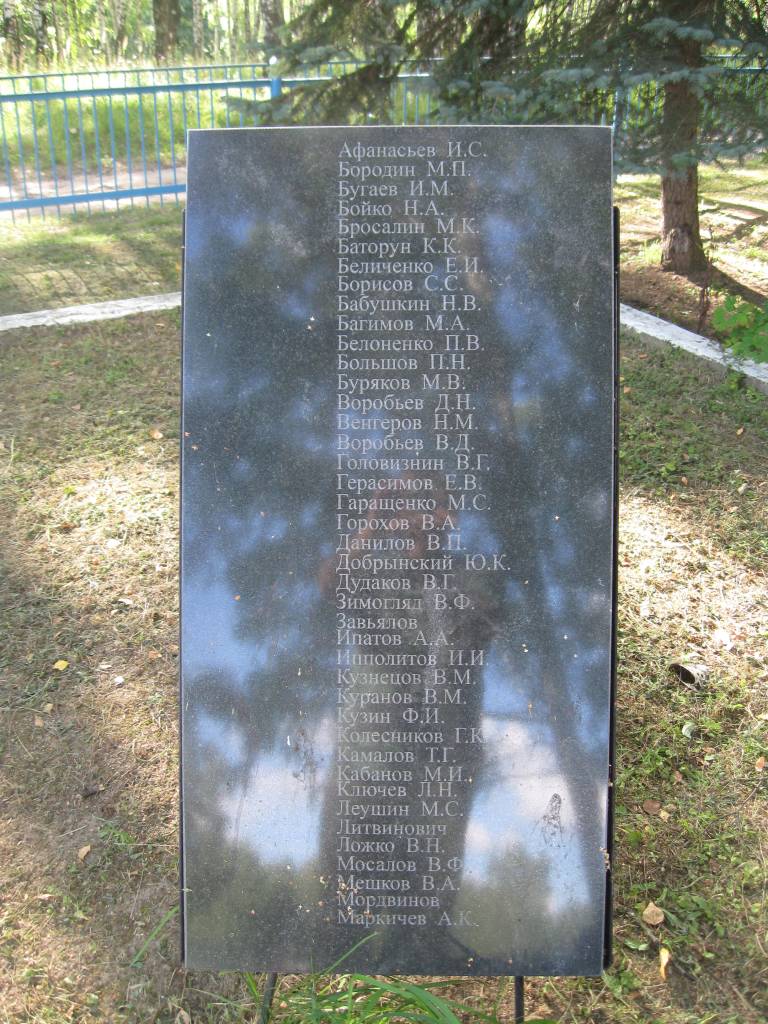 Афанасьев И.С.
Бородин М.П.
Бугаев И.М.
Бойко Н.А.
Бросалин М.К.
Баторун К.К.
Беличенко Е.И.
Борисов С.С.
Бабушкин Н.В.
Багимов М.А.
Белоненко П.В.
Большов П.Н.
Буряков М.В.
Воробьев Д.Н.
Венгеров Н.М.
Воробьев В.Д.
Головизнин В.Г.
Герасимов Е.В.
Гаращенко М.С.
Горохов В.А.
Данилов В.П.
Добрынский Ю.К.
Дудаков В.Г.
Зимогляд В.Ф.
Завьялов
Ипатов А.А.
Ипполитов И.И.
Кузнецов В.М.
Куранов В.М.
Кузин Ф.И.
Колесников Г.К.
Камалов Т.Г.
Кабанов М.И.
Ключев Л.Н.
Леушин М.С.
Литвинович
Ложко В.Н.
Мосалов В.Ф.
Мешков В.А.
Мордвинов
Маркичев А.К.